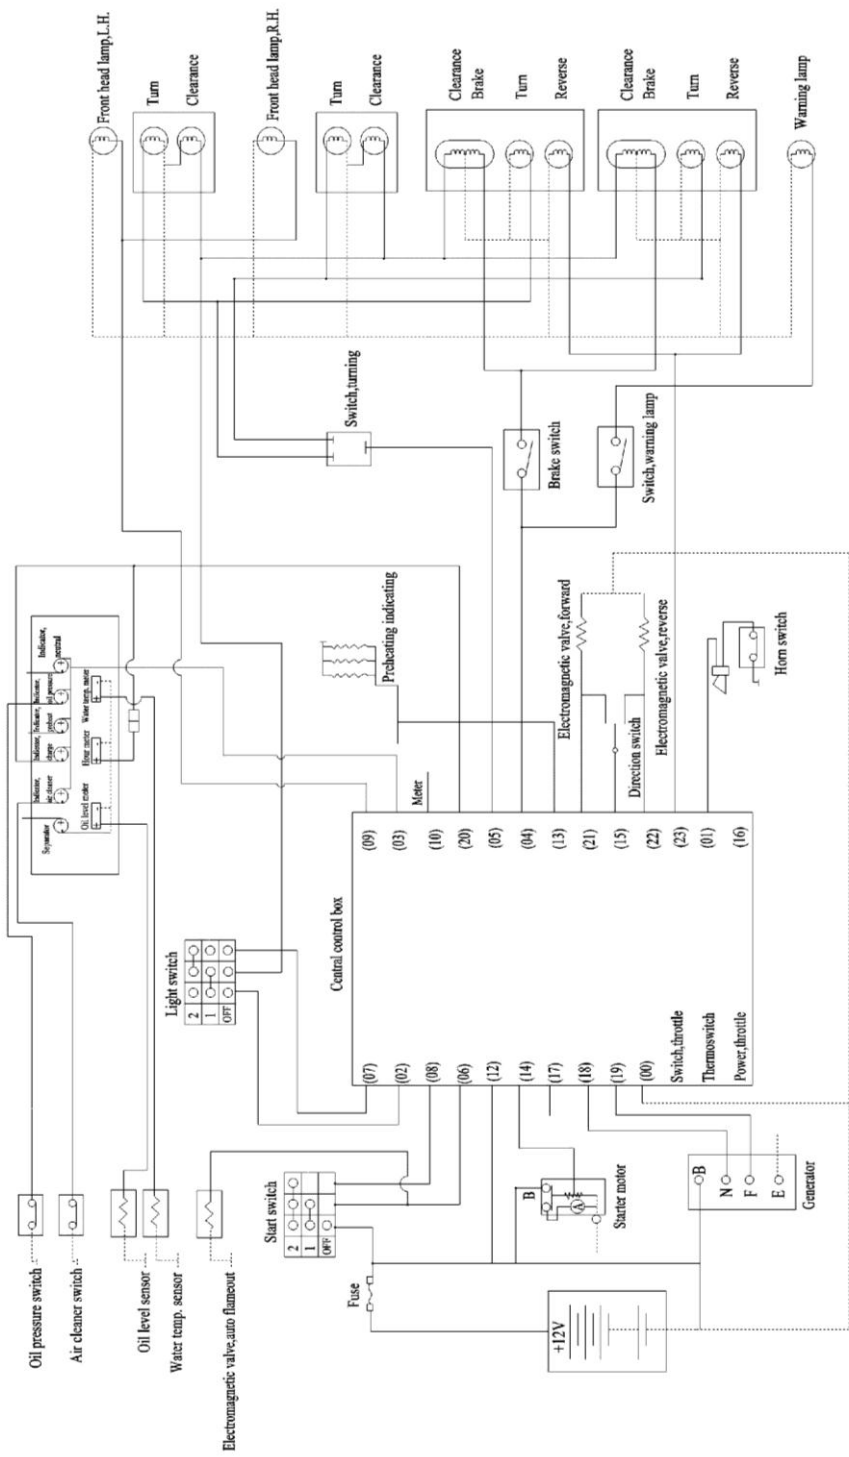 Oil pressure switch
Air cleaner switch
Oil level sensor
Water temp. sensor
Electromagnetic valve,auto flameout
Separator
Indicator,
air cleaner
Indicator,
charge
Indicator,
preheat
Indicator,
oil pressure
Indicator,
neutral
Oil level meter
Hour meter
Water temp. meter
Front head lamp,L.H.
Turn
Clearance
Front head lamp,R.H.
Turn
Clearance
Clearance
Brake
Turn
Reverse
Clearance
Brake
Turn
Reverse
Warning lamp
Light switch
2
1
OFF
Start switch
2
1
OFF
Fuse
+12V
B
A
Starter motor
B
N
F
E
Generator
Central control box
(07)
(02)
(08)
(06)
(12)
(14)
(17)
(18)
(19)
(00)
Switch,throttle
Thermoswitch
Power,throttle
(09)
(03)
(10)
(20)
(05)
(04)
(13)
(21)
(15)
(22)
(23)
(01)
(16)
Meter
Preheating indicating
Switch,turning
Brake switch
Switch,warning lamp
Electromagnetic valve,forward
Direction switch
Electromagnetic valve,reverse
Horn switch